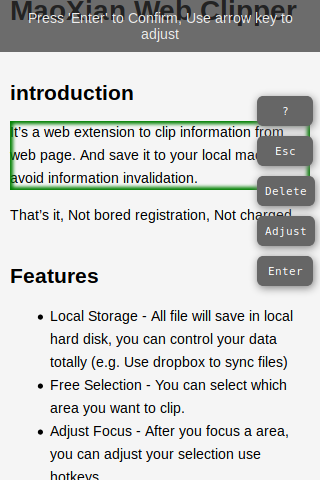 MaoXian Web Clipper
Press 'Enter' to Confirm, Use arrow key to
adjust
introduction
It's a web extension to clip information from
web page. And save it to your local
avoid information invalidation.
That's it, Not bored registration, Not charged
?
Esc
Delete
Adjust
Enter
Features
• Local Storage - All file will save in local
hard disk, you can control your data
totally (e.g. Use dropbox to sync files)
• Free Selection - You can select which
area you want to clip.
• Adjust Focus - After you focus a area,
you can adjust your selection use
hotkeys